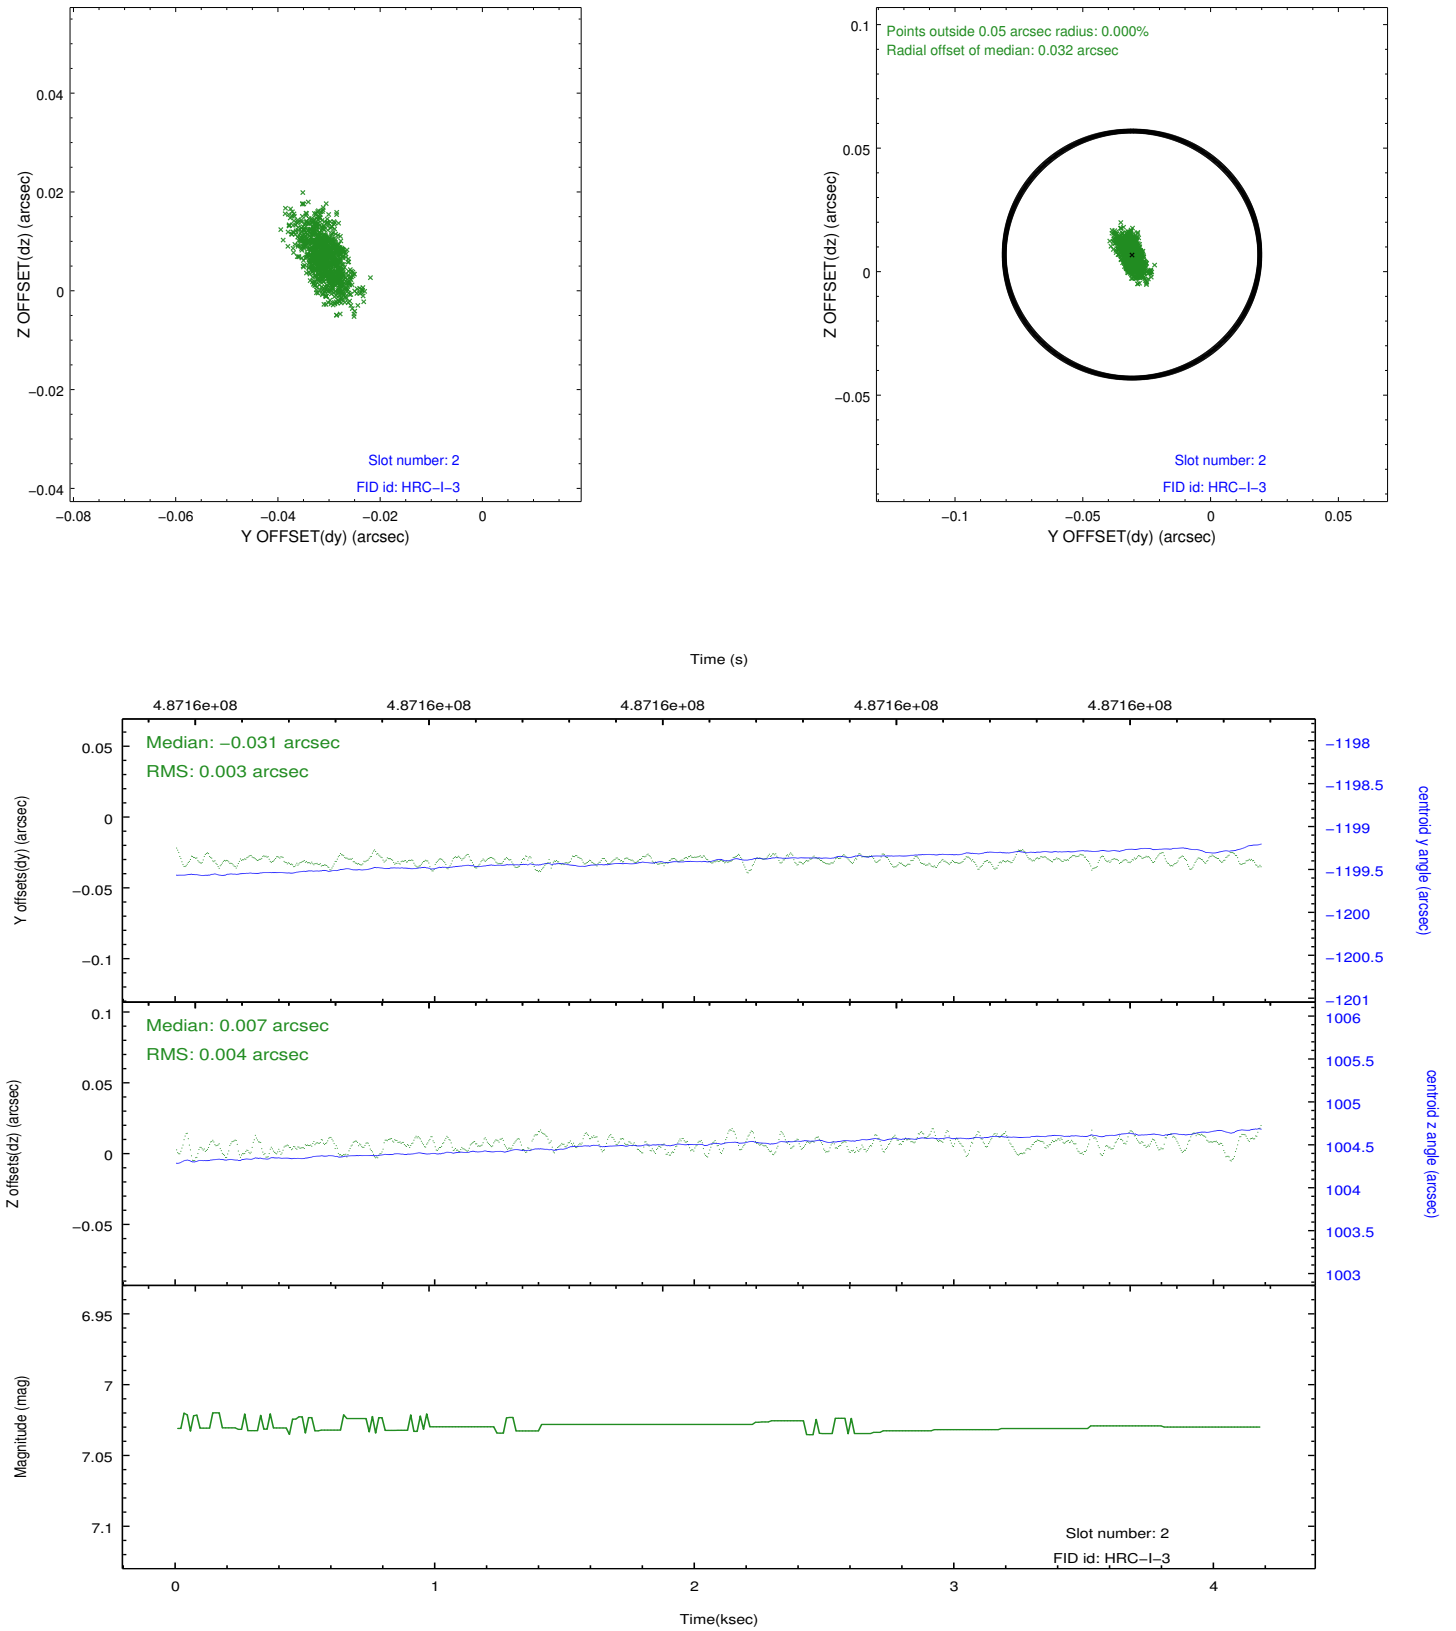 0.04
0.02
0
−0.02
−0.04
Z OFFSET(dz) (arcsec)
Slot number: 2
FID id: HRC−I−3
−0.08 −0.06 −0.04 −0.02 0
Y OFFSET(dy) (arcsec)
Points outside 0.05 arcsec radius: 0.000%
Radial offset of median: 0.032 arcsec
0.1
0.05
0
−0.05
Z OFFSET(dz) (arcsec)
Slot number: 2
FID id: HRC−I−3
−0.1 −0.05 0 0.05
Y OFFSET(dy) (arcsec)
Time (s)
4.8716e+08 4.8716e+08 4.8716e+08 4.8716e+08 4.8716e+08
Median: −0.031 arcsec
RMS: 0.003 arcsec
0.05
0
−0.05
−0.1
Y offsets(dy) (arcsec)
−1198
−1198.5
−1199
−1199.5
−1200
−1200.5
−1201
centroid y angle (arcsec)
Median: 0.007 arcsec
RMS: 0.004 arcsec
0.1
0.05
0
−0.05
Z offsets(dz) (arcsec)
1006
1005.5
1005
1004.5
1004
1003.5
1003
centroid z angle (arcsec)
6.95
7
7.05
7.1
Magnitude (mag)
Slot number: 2
FID id: HRC−I−3
0 1 2 3 4
Time(ksec)